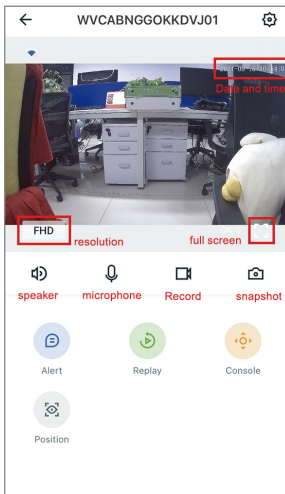 WVCABNGGOKKDVJ01
Date and time
FHD
resolution
full screen
speaker
microphone
Record
snapshot
Alert
Replay
Console
Position